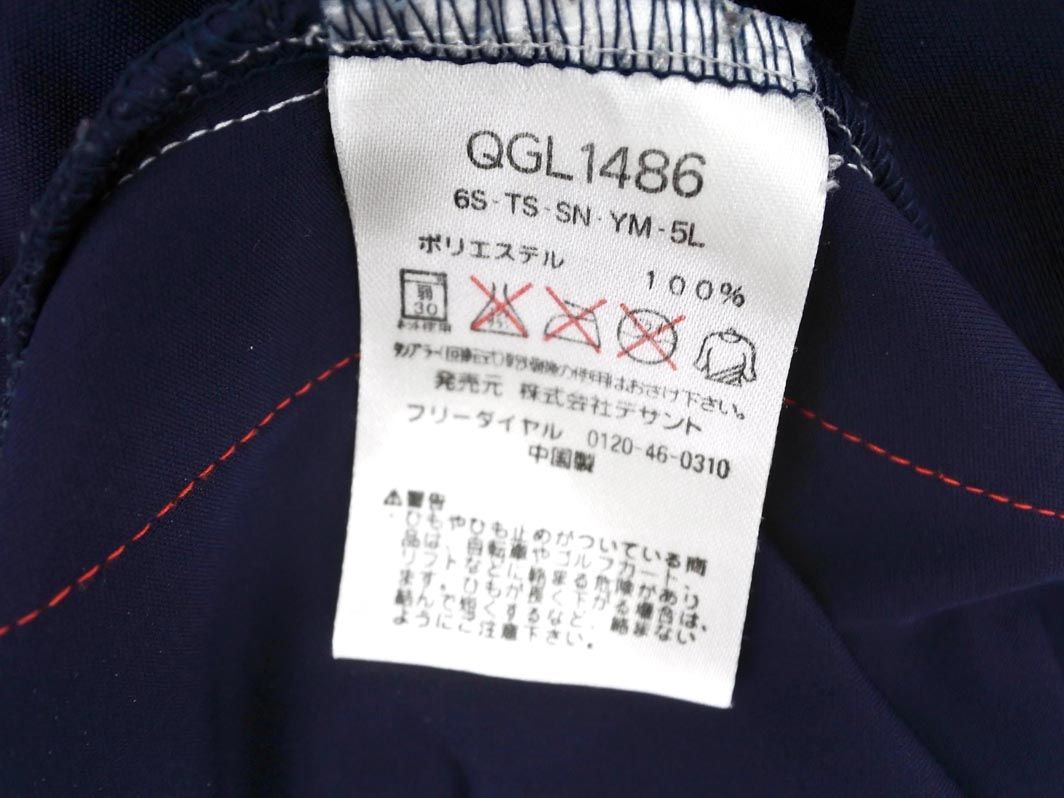 QGL1486
6S-TS-SN-YM-5L
ポリエステル 100%
弱
30
ネット使用
タンブラー(回転式)乾燥機の使用はおさけ下さい。
発売元 株式会社デサント
フリーダイヤル 0120-46-0310
中国製
⚠警告
・ひもやひも止めがついている商
品は、自転車やゴルフカート、
リフトなどに絡まる危険があり
ます。ひもが長く下がる場合は、
結んで短くするなど、絡まない
ようにご注意下さい。